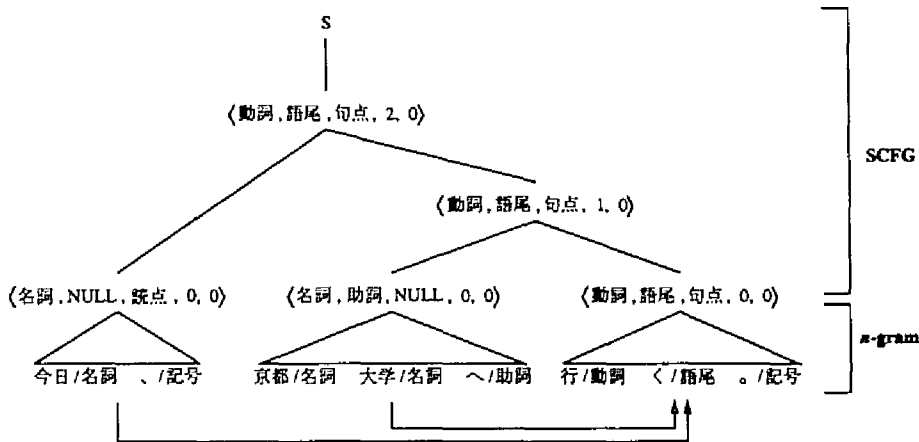 S
〈動詞, 語尾, 句点, 2, 0〉
SCFG
〈動詞, 語尾, 句点, 1, 0〉
〈名詞, NULL, 読点, 0, 0〉 〈名詞, 助詞, NULL, 0, 0〉 〈動詞, 語尾, 句点, 0, 0〉
n-gram
今日/名詞 、/記号 京都/名詞 大学/名詞 へ/助詞 行/動詞 く/語尾 。/記号